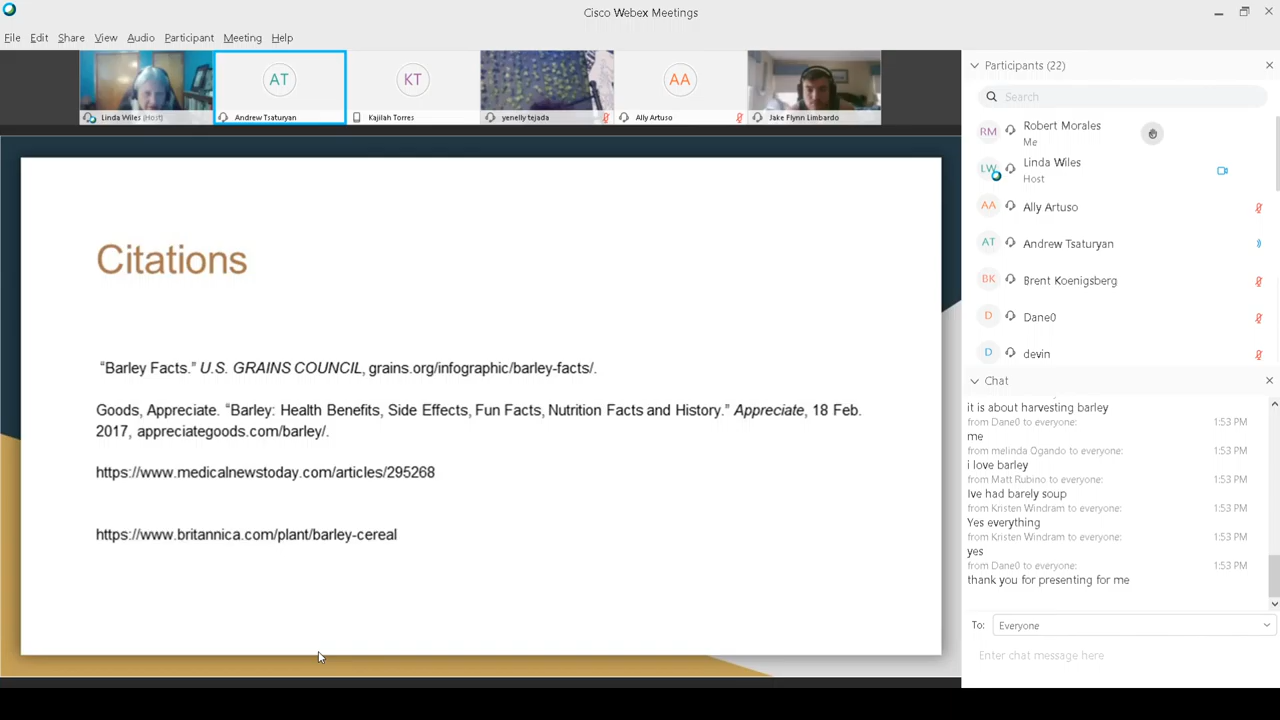 Cisco Webex Meetings
File Edit Share View Audio Participant Meeting Help
AT KT AA
Linda Wiles (Host) Andrew Tsaturyan Kajilah Torres yenelly tejada Ally Artuso Jake Flynn Limbardo
Citations
“Barley Facts.” U.S. GRAINS COUNCIL, grains.org/infographic/barley-facts/.
Goods, Appreciate. “Barley: Health Benefits, Side Effects, Fun Facts, Nutrition Facts and History.” Appreciate, 18 Feb.
2017, appreciategoods.com/barley/.
https://www.medicalnewstoday.com/articles/295268
https://www.britannica.com/plant/barley-cereal
Participants (22)
Search
RM Robert Morales
Me
LW Linda Wiles
Host
AA Ally Artuso
AT Andrew Tsaturyan
BK Brent Koenigsberg
D Dane0
D devin
Chat
it is about harvesting barley
from Dane0 to everyone: 1:53 PM
me
from melinda Ogando to everyone: 1:53 PM
i love barley
from Matt Rubino to everyone: 1:53 PM
Ive had barely soup
from Kristen Windram to everyone: 1:53 PM
Yes everything
from Kristen Windram to everyone: 1:53 PM
yes
from Dane0 to everyone: 1:53 PM
thank you for presenting for me
To: Everyone
Enter chat message here